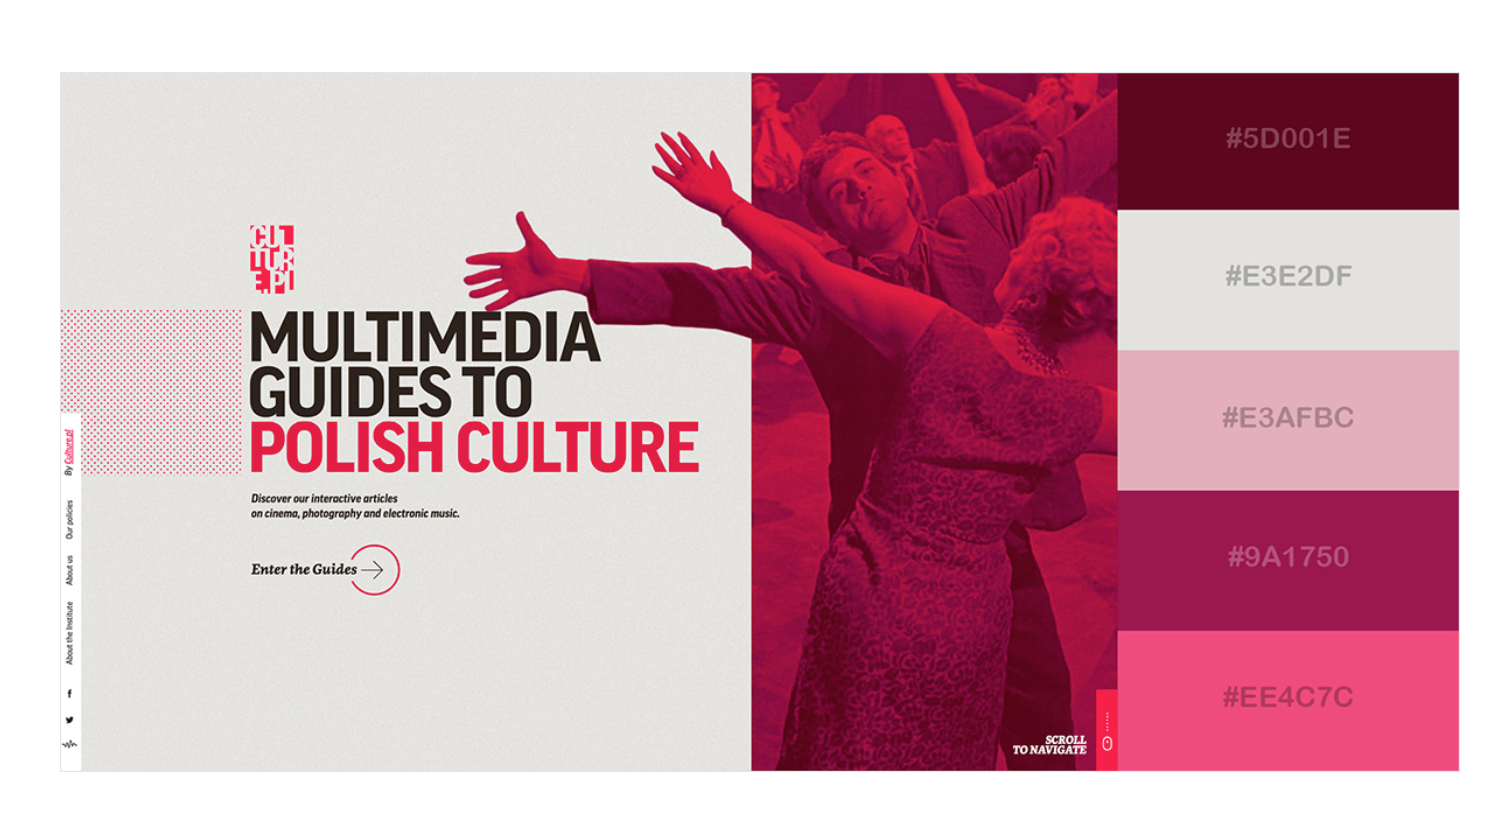 CUL
TUR
E.PL
MULTIMEDIA
GUIDES TO
POLISH CULTURE
Discover our interactive articles
on cinema, photography and electronic music.
Enter the Guides
By Culture.pl
Our policies
About us
About the Institute
SCROLL
TO NAVIGATE
#5D001E
#E3E2DF
#E3AFBC
#9A1750
#EE4C7C